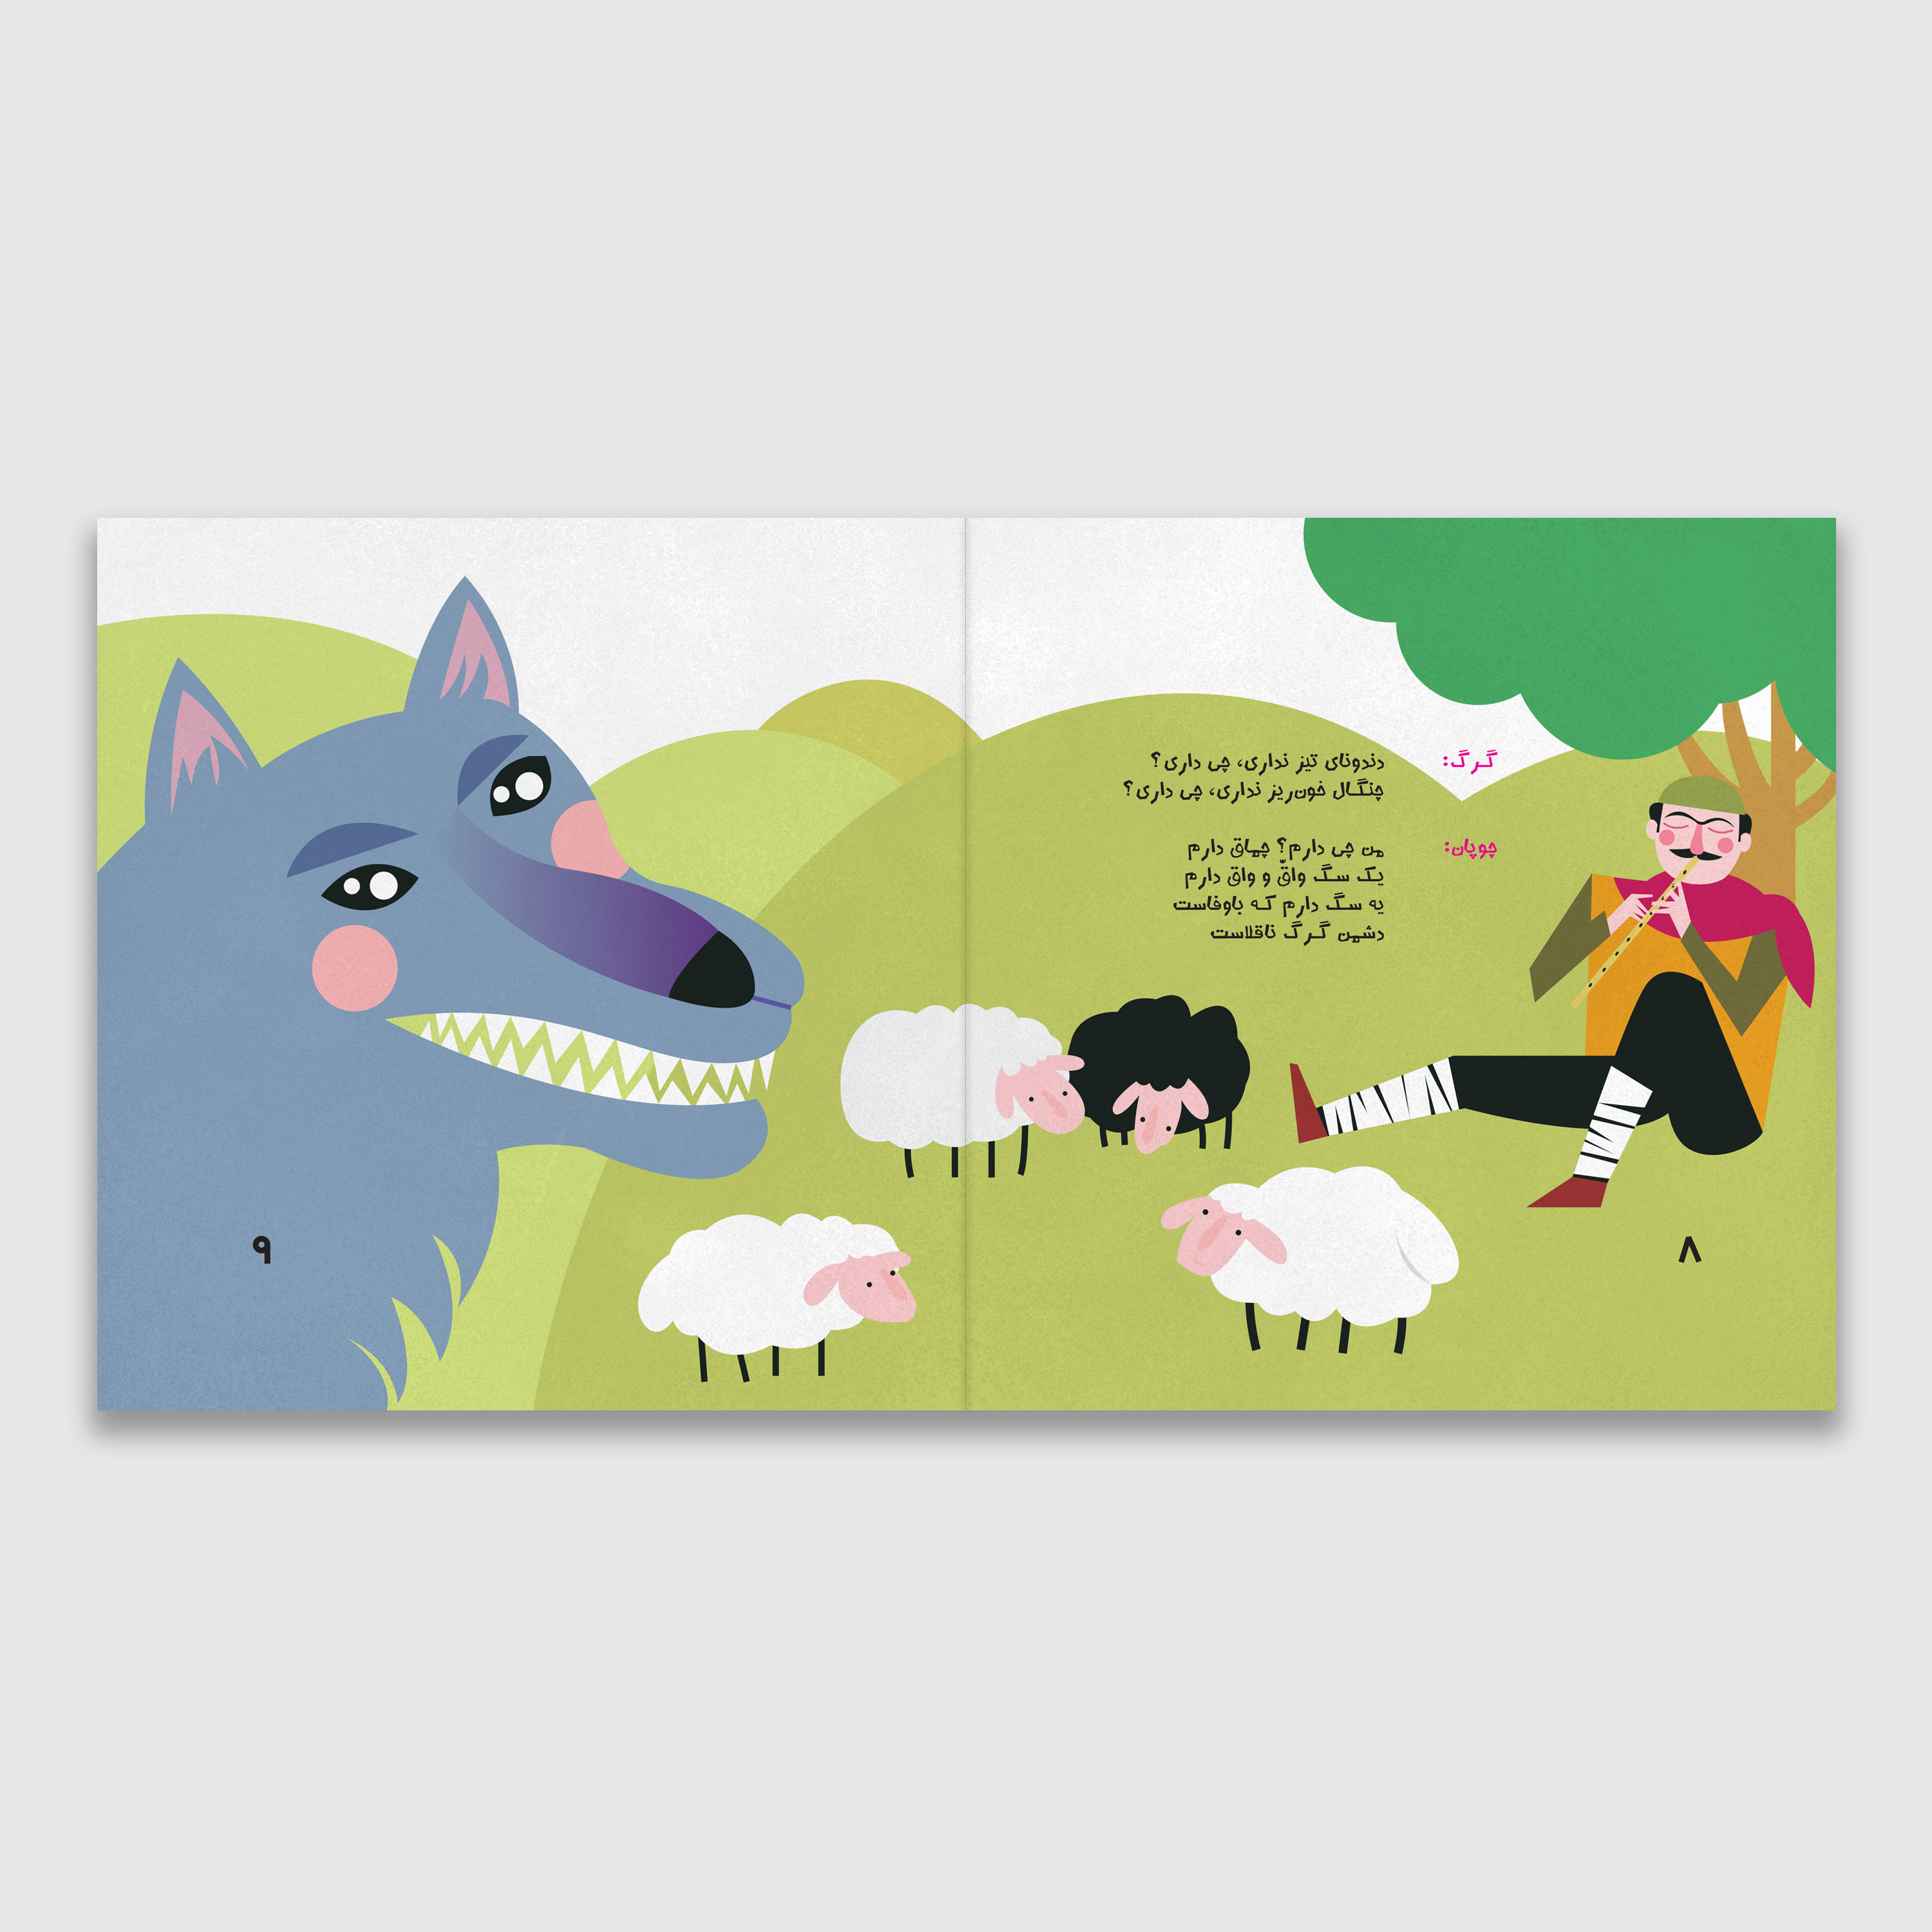 گرگ: دندونای تیز نداری، چی داری؟
چنگال خون‌ریز نداری، چی داری؟
چوپان: من چی دارم؟ چماق دارم
یک سگ واقّ و واق دارم
یه سگ دارم که باوفاست
دشمن گرگ ناقلاست
۸
۹